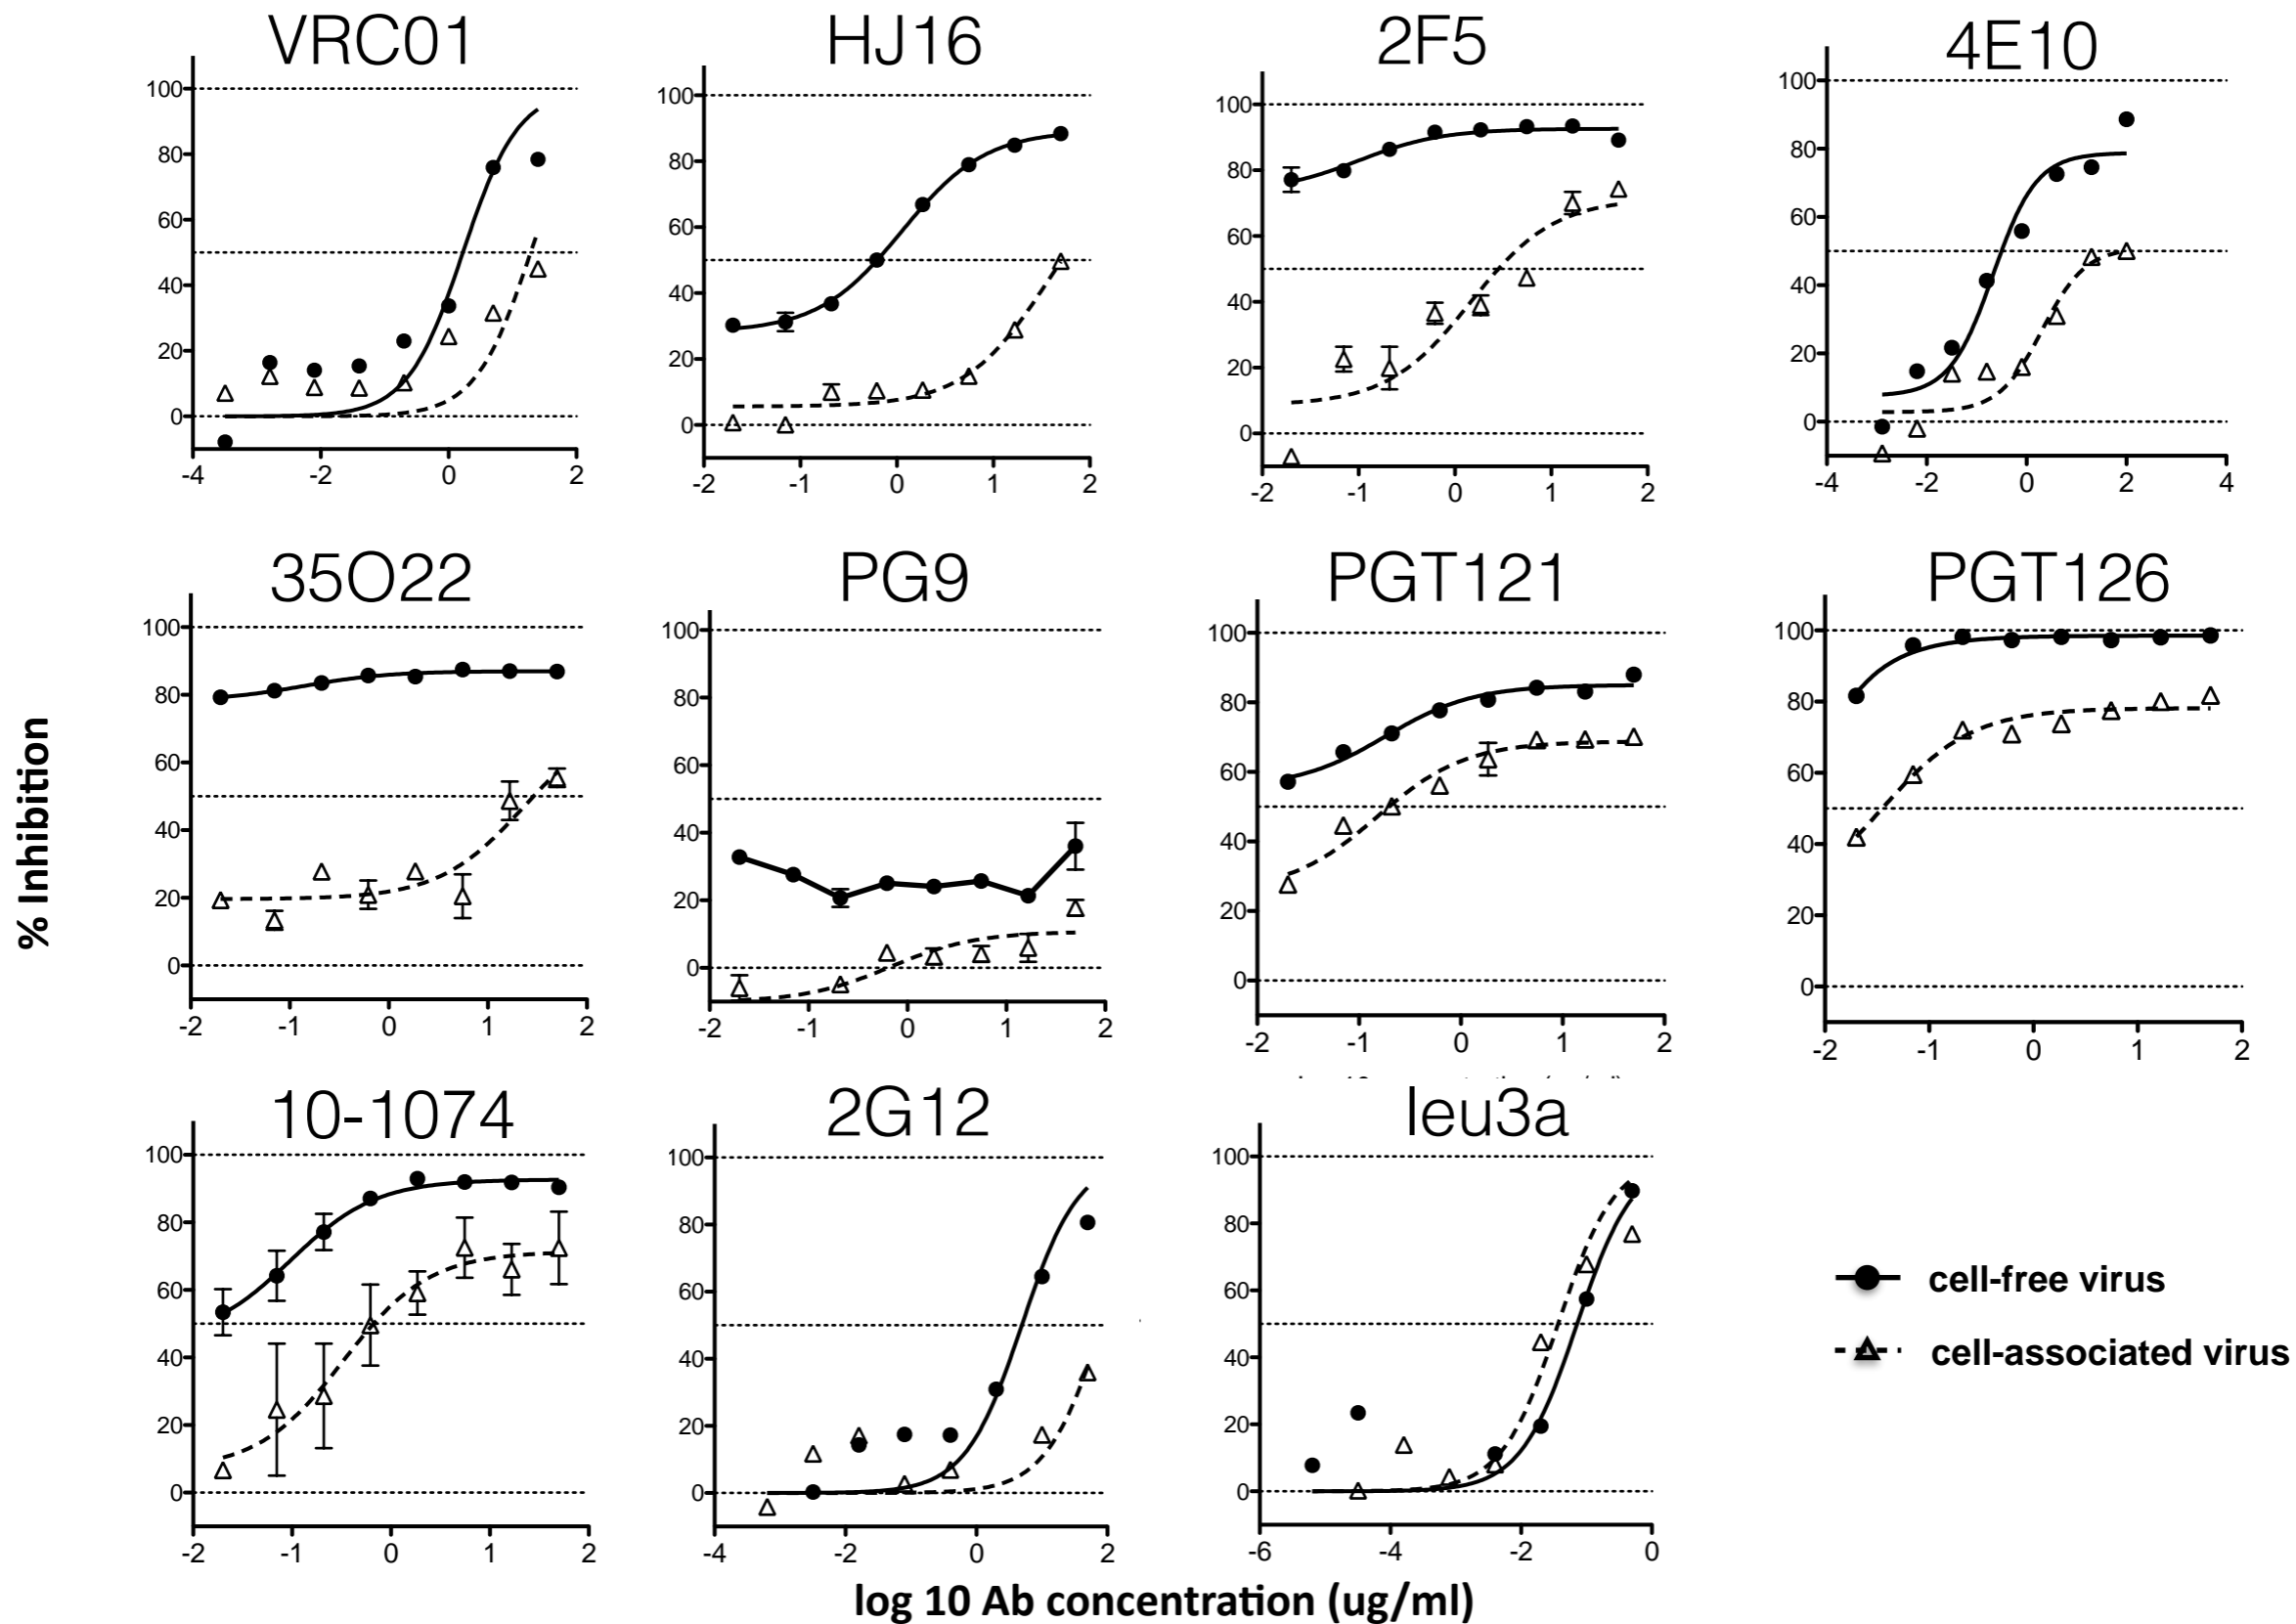 VRC01 HJ16 2F5 4E10
100 100 100 100
80 80 80 80
60 60 60 60
40 40 40 40
20 20 20 20
0 0 0 0
-4 -2 0 2 -2 -1 0 1 2 -2 -1 0 1 2 -4 -2 0 2 4
35O22 PG9 PGT121 PGT126
100 100 100 100
80 80 80 80
60 60 60 60
40 40 40 40
20 20 20 20
0 0 0 0
-2 -1 0 1 2 -2 -1 0 1 2 -2 -1 0 1 2 -2 -1 0 1 2
% Inhibition
10-1074 2G12 leu3a
100 100 100
80 80 80
60 60 60
40 40 40
20 20 20
0 0 0
-2 -1 0 1 2 -4 -2 0 2 -6 -4 -2 0
cell-free virus
cell-associated virus
log 10 Ab concentration (ug/ml)